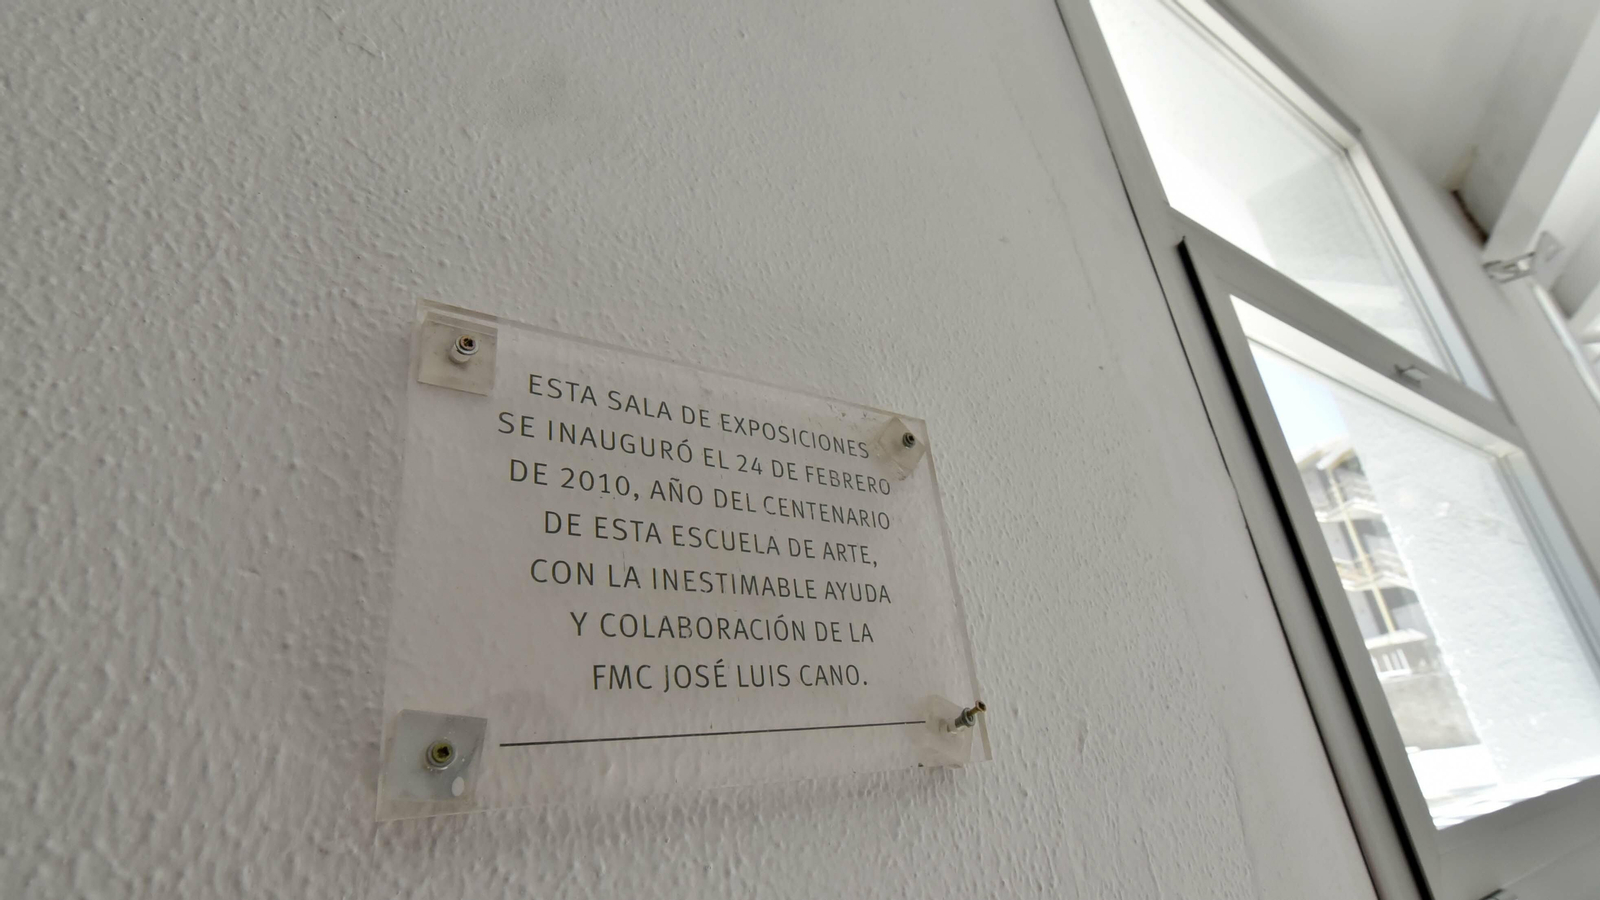 ESTA SALA DE EXPOSICIONES
SE INAUGURÓ EL 24 DE FEBRERO
DE 2010, AÑO DEL CENTENARIO
DE ESTA ESCUELA DE ARTE,
CON LA INESTIMABLE AYUDA
Y COLABORACIÓN DE LA
FMC JOSÉ LUIS CANO.